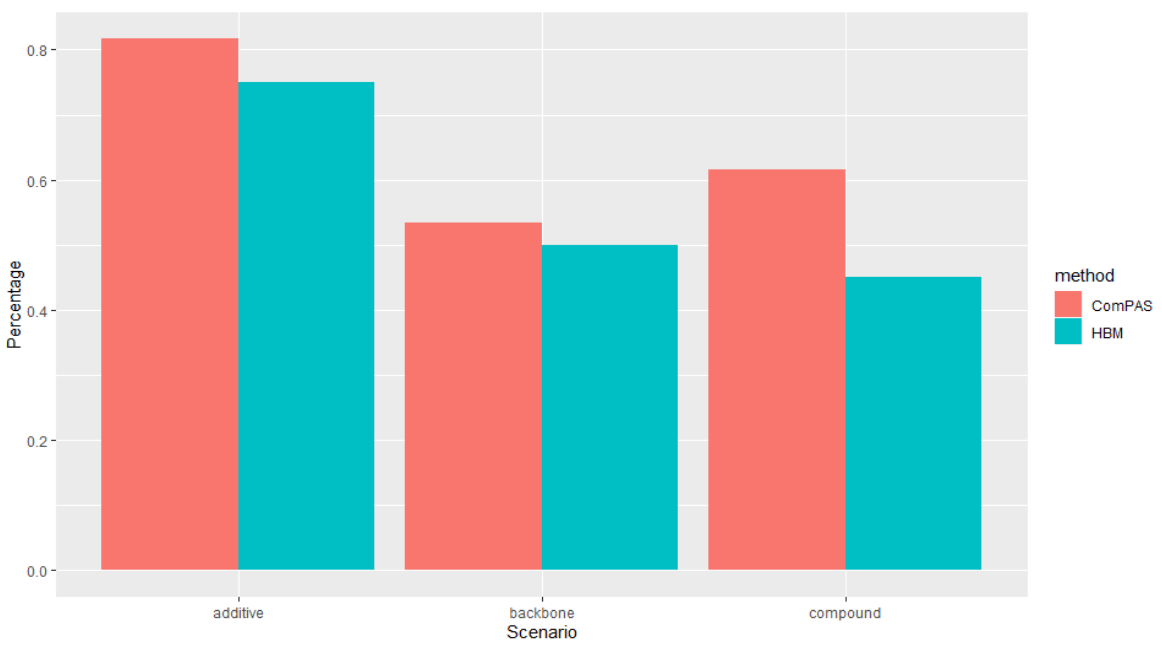 Percentage
0.8
0.6
0.4
0.2
0.0
additive backbone compound
Scenario
method
ComPAS
HBM